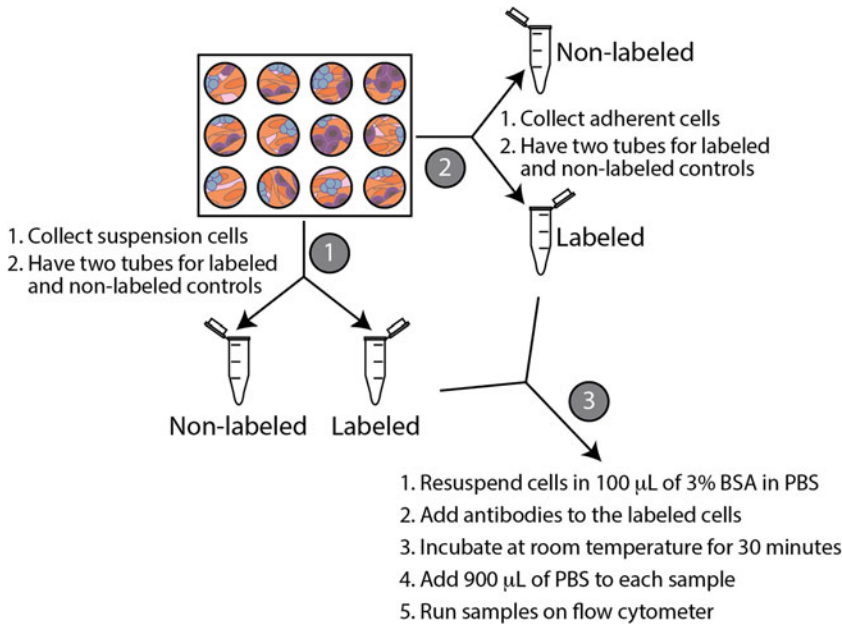 Non-labeled
1. Collect adherent cells
2. Have two tubes for labeled
and non-labeled controls
2
Labeled
1. Collect suspension cells
2. Have two tubes for labeled
and non-labeled controls
1
Non-labeled
Labeled
3
1. Resuspend cells in 100 μL of 3% BSA in PBS
2. Add antibodies to the labeled cells
3. Incubate at room temperature for 30 minutes
4. Add 900 μL of PBS to each sample
5. Run samples on flow cytometer